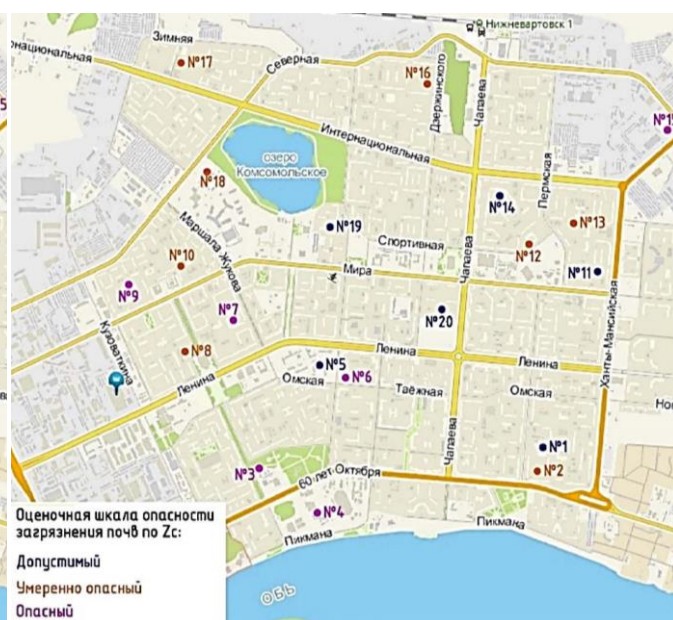 Нижневартовск 1
Зимняя
Интернациональная
№17
Северная
№16
Дзержинского
Чапаева
№15
Интернациональная
озеро
Комсомольское
№18
Пермская
№14
№19
№13
Маршала Жукова
Спортивная
№12
№10
Мира
Чапаева
№11
№9
№7
Ханты-Мансийская
Кузоваткина
№20
№8
Ленина
Ленина
Ленина
№5
Омская
№6
Таёжная
Омская
Чапаева
№1
№3
60 лет Октября
№2
№4
Пикмана
Пикмана
ОБЬ
Оценочная шкала опасности
загрязнения почв по Zc:
Допустимый
Умеренно опасный
Опасный